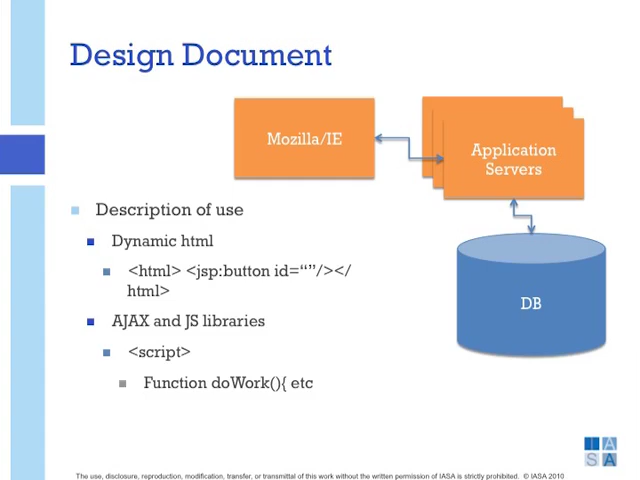 Design Document
Mozilla/IE
Application
Servers
DB
Description of use
Dynamic html
<html> <jsp:button id=“”/></
html>
AJAX and JS libraries
<script>
Function doWork(){ etc
I A
S A
The use, disclosure, reproduction, modification, transfer, or transmittal of this work without the written permission of IASA is strictly prohibited. © IASA 2010